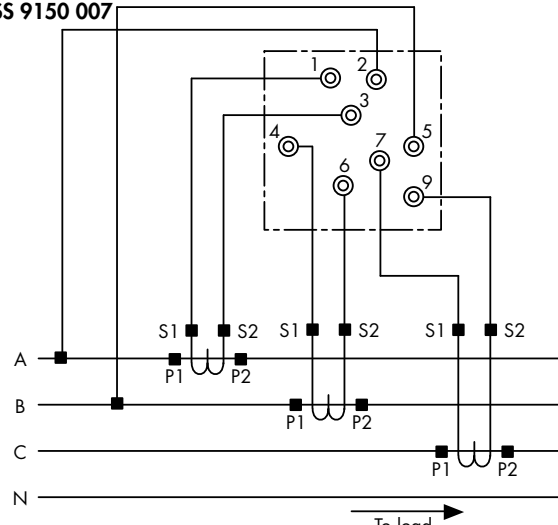 SS 9150 007
1 2
3
4 7 5
6
9
S1 S2 S1 S2 S1 S2
A
P1 P2
B
P1 P2
C
P1 P2
N
To load